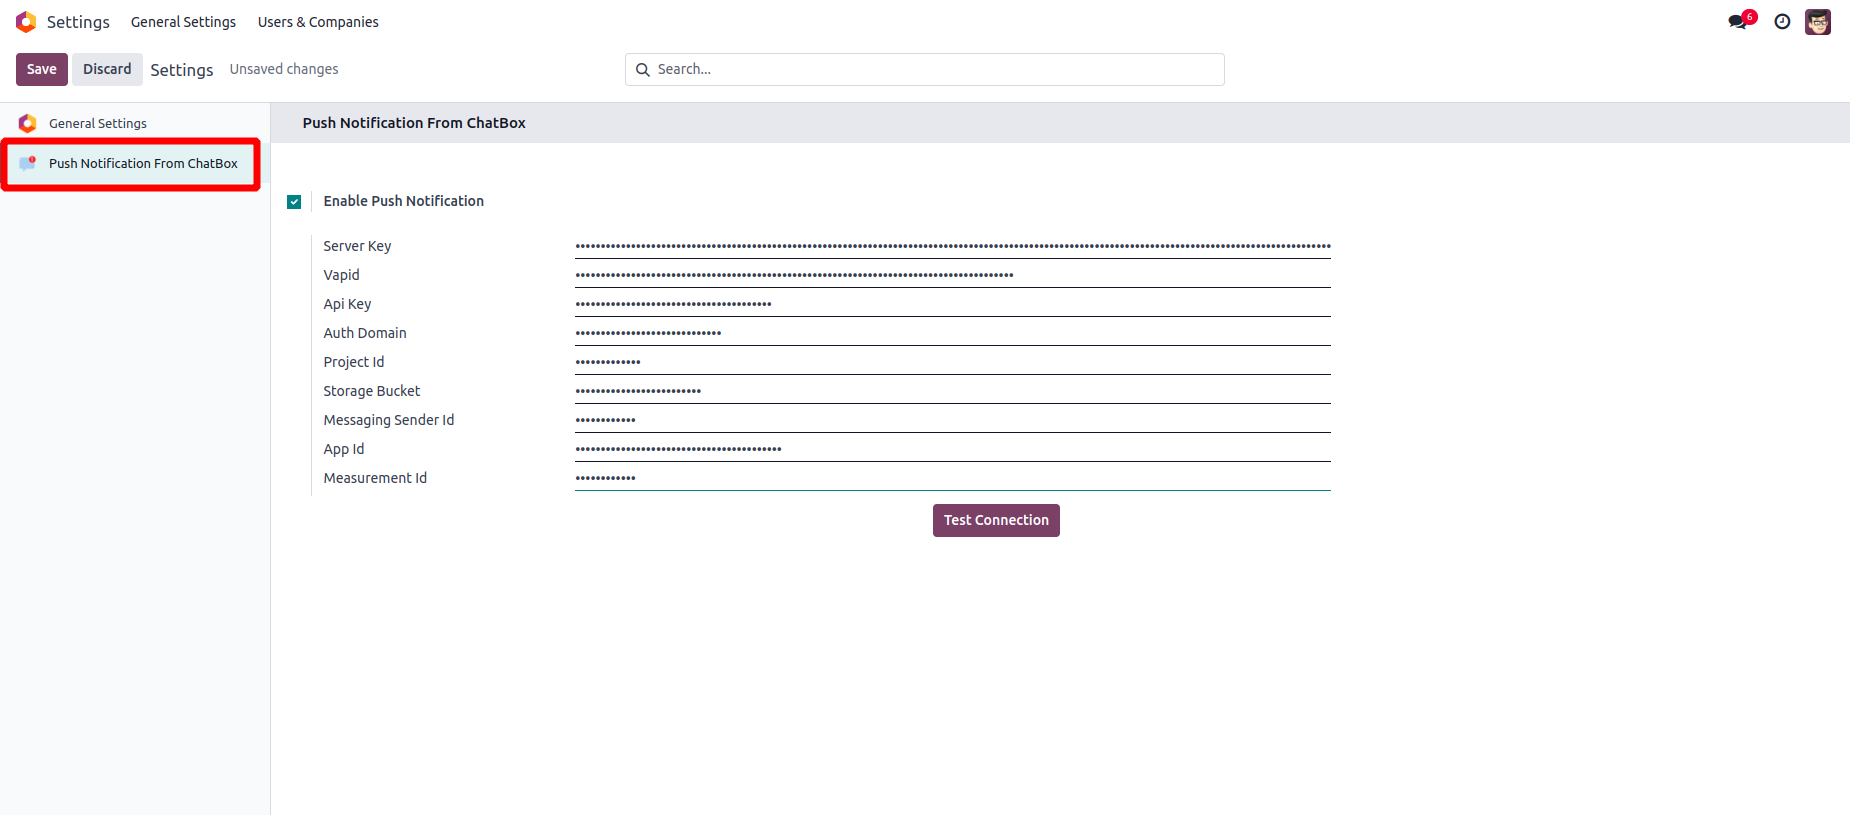 Settings General Settings Users & Companies 6
Save Discard Settings Unsaved changes Search...
General Settings
Push Notification From ChatBox
Push Notification From ChatBox
Enable Push Notification
Server Key
Vapid
Api Key
Auth Domain
Project Id
Storage Bucket
Messaging Sender Id
App Id
Measurement Id
Test Connection